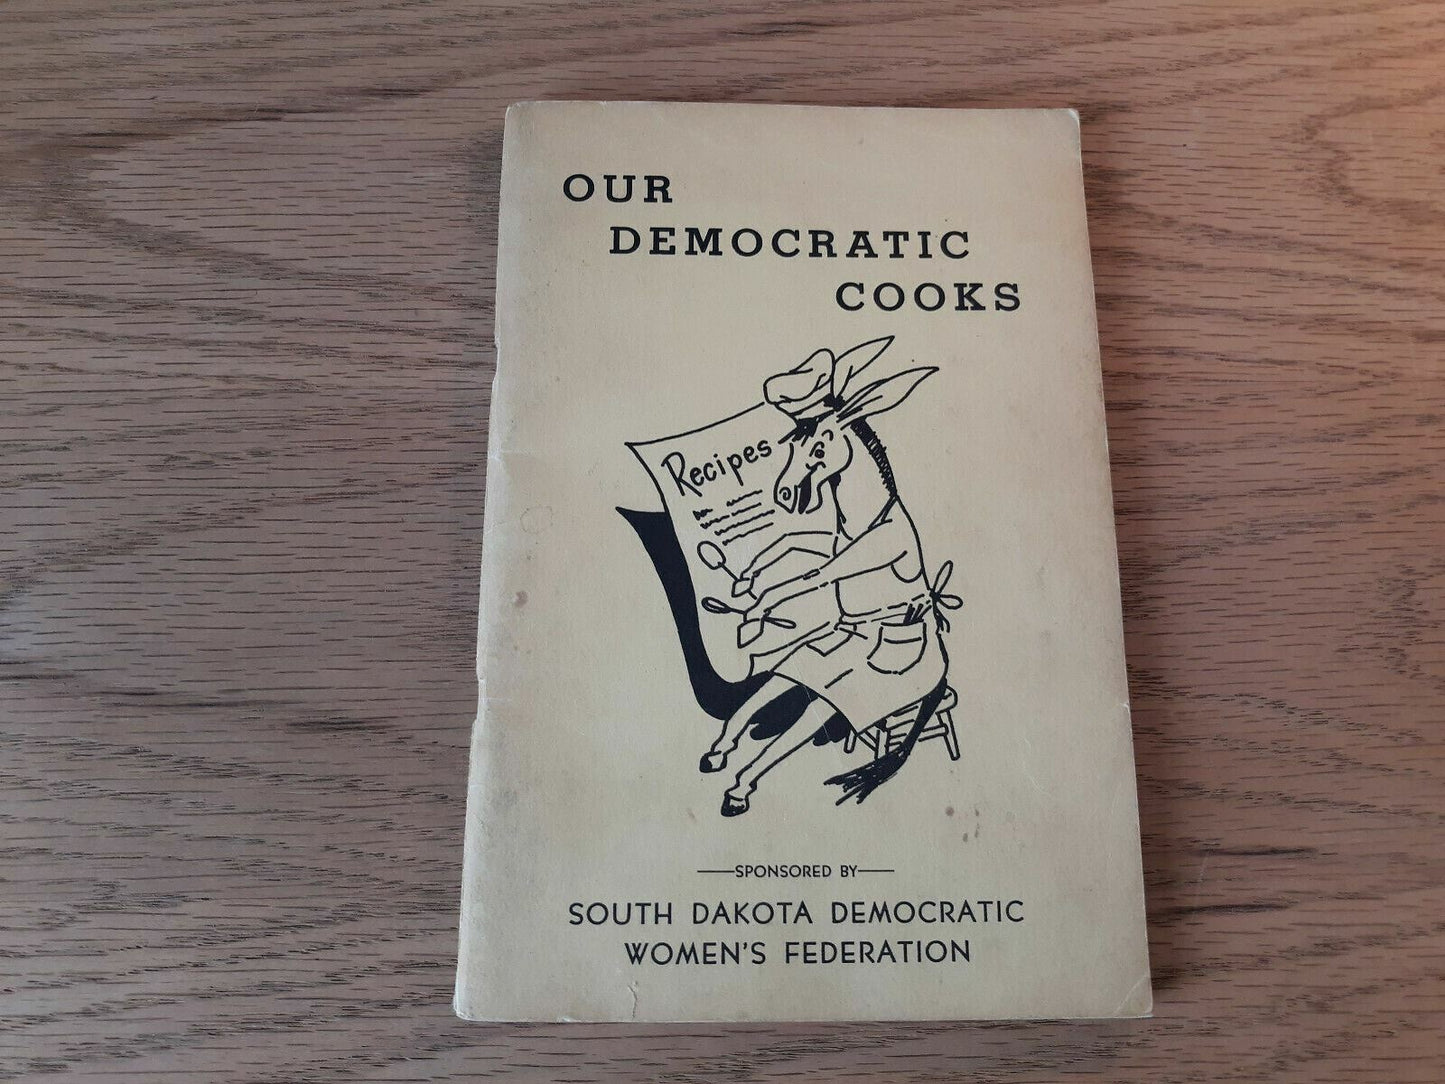 OUR
DEMOCRATIC
COOKS
Recipes
SPONSORED BY
SOUTH DAKOTA DEMOCRATIC
WOMEN'S FEDERATION